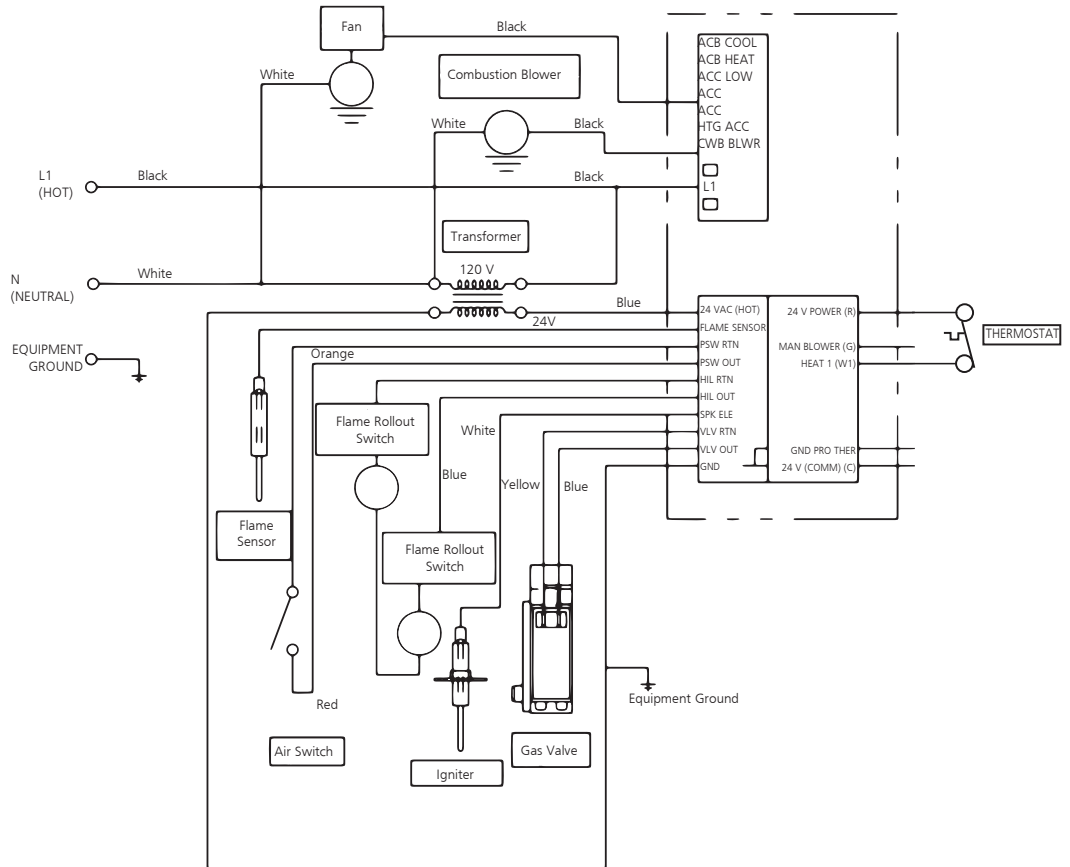 Fan
Black
ACB COOL
ACB HEAT
ACC LOW
ACC
ACC
HTG ACC
CWB BLWR
L1
White
Combustion Blower
White
Black
L1
(HOT)
Black
Black
Transformer
120 V
N
(NEUTRAL)
White
Blue
24V
EQUIPMENT
GROUND
Orange
24 VAC (HOT)
FLAME SENSOR
PSW RTN
PSW OUT
HIL RTN
HIL OUT
SPK ELE
VLV RTN
VLV OUT
GND
24 V POWER (R)
MAN BLOWER (G)
HEAT 1 (W1)
GND PRO THER
24 V (COMM) (C)
THERMOSTAT
Flame Rollout
Switch
White
Blue
Yellow
Blue
Flame
Sensor
Flame Rollout
Switch
Red
Equipment Ground
Air Switch
Igniter
Gas Valve